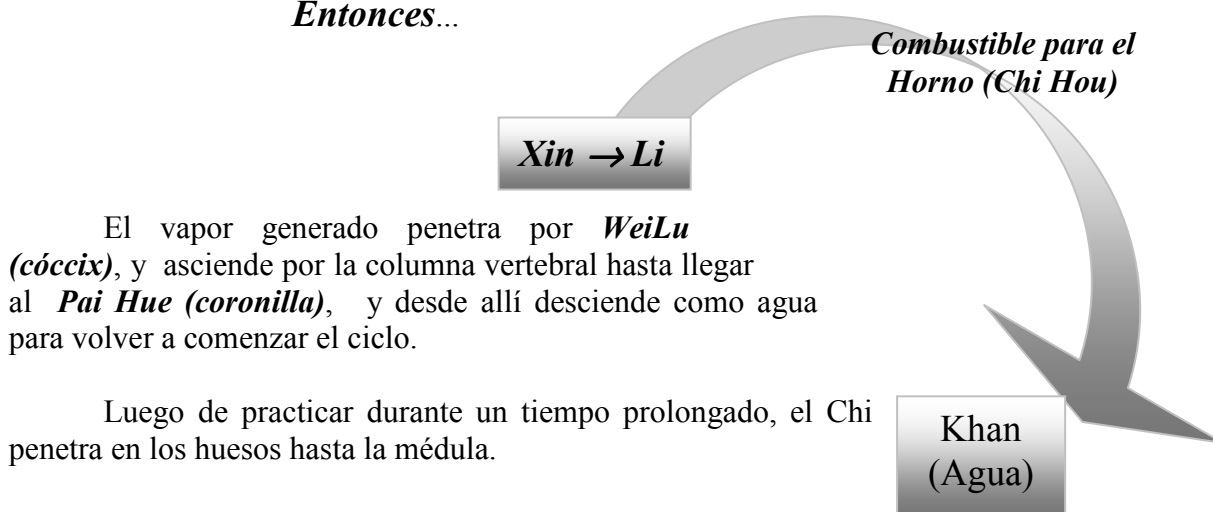 Entonces...
Combustible para el
Horno (Chi Hou)
Xin → Li
El vapor generado penetra por WeiLu
(cóccix), y asciende por la columna vertebral hasta llegar
al Pai Hue (coronilla), y desde allí desciende como agua
para volver a comenzar el ciclo.
Luego de practicar durante un tiempo prolongado, el Chi
penetra en los huesos hasta la médula.
Khan
(Agua)